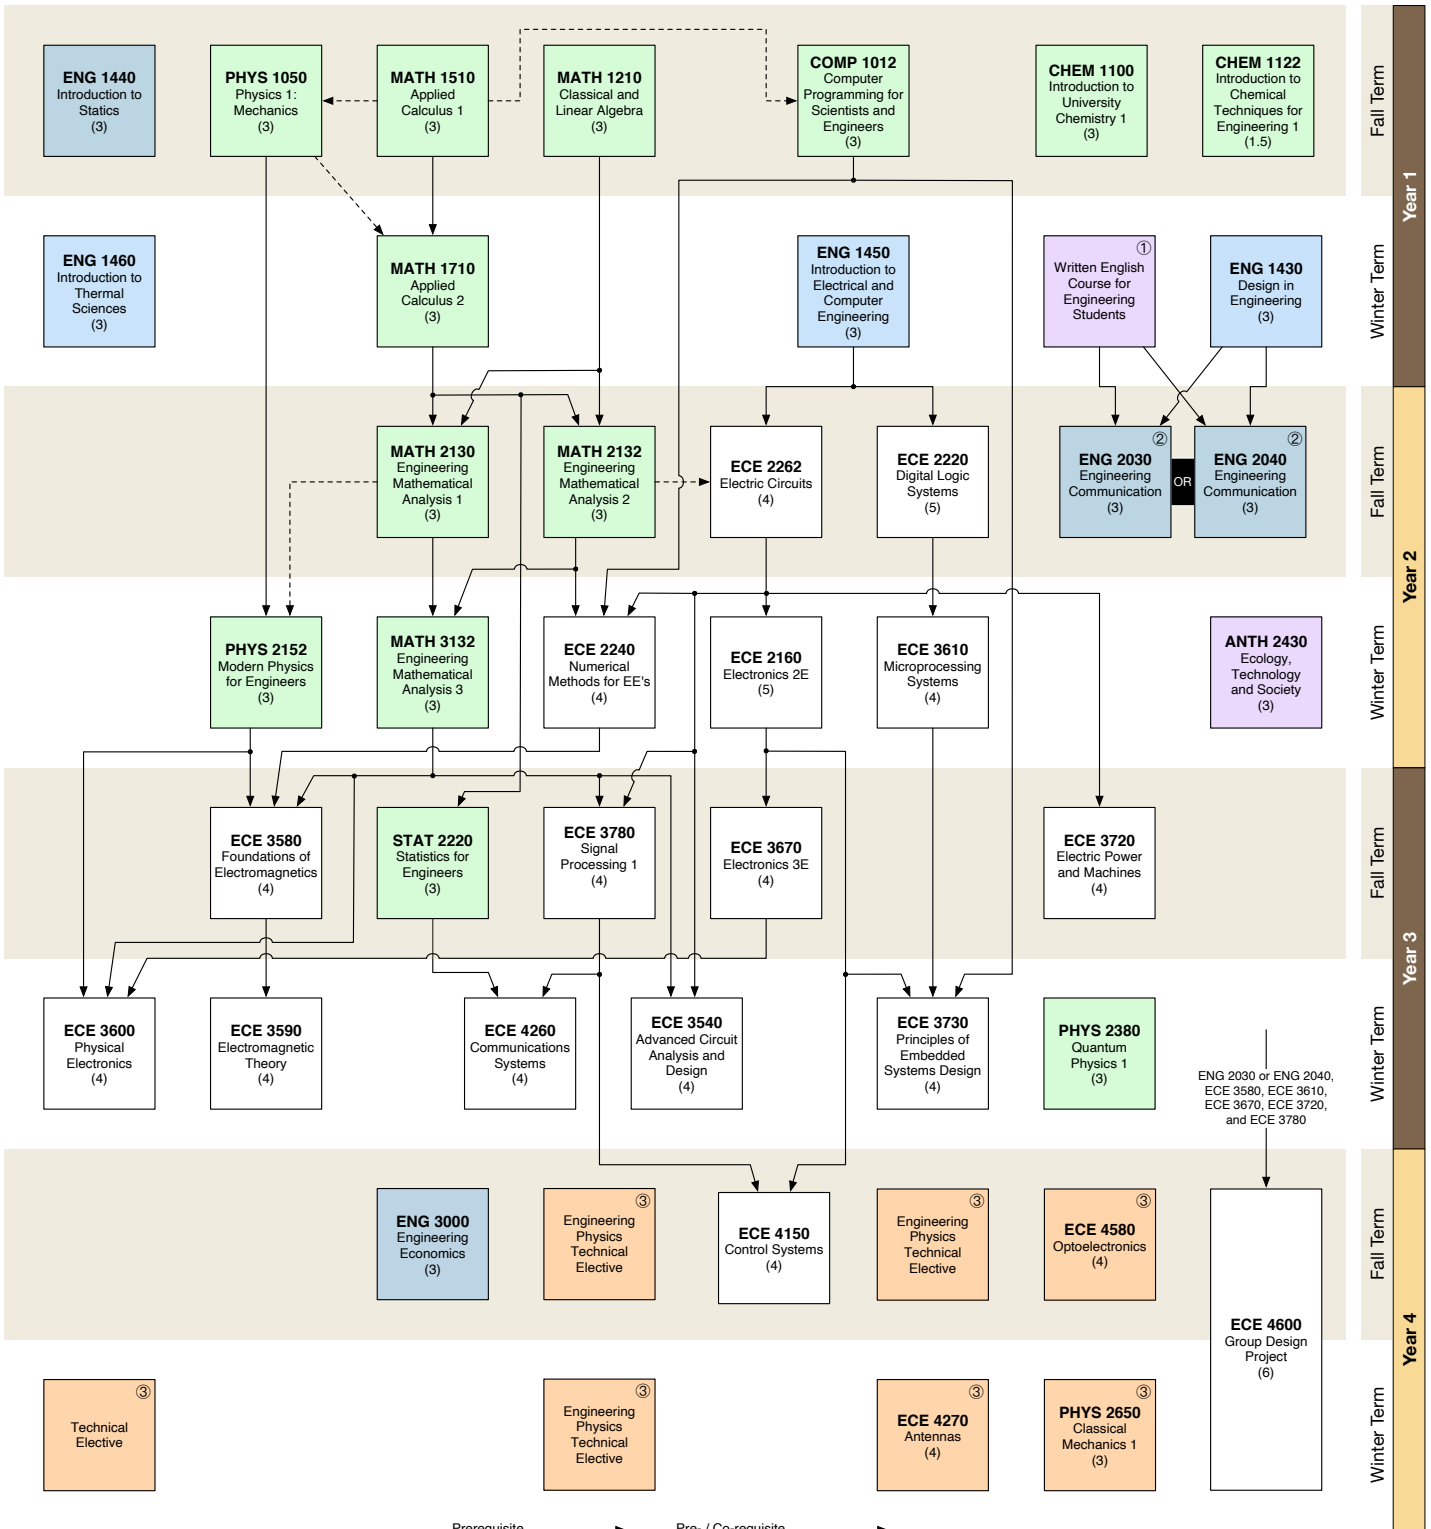 ENG 1440
Introduction to
Statics
(3)
PHYS 1050
Physics 1:
Mechanics
(3)
MATH 1510
Applied
Calculus 1
(3)
MATH 1210
Classical and
Linear Algebra
(3)
COMP 1012
Computer
Programming for
Scientists and
Engineers
(3)
CHEM 1100
Introduction to
University
Chemistry 1
(3)
CHEM 1122
Introduction to
Chemical
Techniques for
Engineering 1
(1.5)
Fall Term
Year 1
ENG 1460
Introduction to
Thermal
Sciences
(3)
MATH 1710
Applied
Calculus 2
(3)
ENG 1450
Introduction to
Electrical and
Computer
Engineering
(3)
①
Written English
Course for
Engineering
Students
ENG 1430
Design in
Engineering
(3)
Winter Term
MATH 2130
Engineering
Mathematical
Analysis 1
(3)
MATH 2132
Engineering
Mathematical
Analysis 2
(3)
ECE 2262
Electric Circuits
(4)
ECE 2220
Digital Logic
Systems
(5)
②
ENG 2030
Engineering
Communication
(3)
OR
②
ENG 2040
Engineering
Communication
(3)
Fall Term
Year 2
PHYS 2152
Modern Physics
for Engineers
(3)
MATH 3132
Engineering
Mathematical
Analysis 3
(3)
ECE 2240
Numerical
Methods for EE's
(4)
ECE 2160
Electronics 2E
(5)
ECE 3610
Microprocessing
Systems
(4)
ANTH 2430
Ecology,
Technology
and Society
(3)
Winter Term
ECE 3580
Foundations of
Electromagnetics
(4)
STAT 2220
Statistics for
Engineers
(3)
ECE 3780
Signal
Processing 1
(4)
ECE 3670
Electronics 3E
(4)
ECE 3720
Electric Power
and Machines
(4)
Fall Term
Year 3
ECE 3600
Physical
Electronics
(4)
ECE 3590
Electromagnetic
Theory
(4)
ECE 4260
Communications
Systems
(4)
ECE 3540
Advanced Circuit
Analysis and
Design
(4)
ECE 3730
Principles of
Embedded
Systems Design
(4)
PHYS 2380
Quantum
Physics 1
(3)
ENG 2030 or ENG 2040,
ECE 3580, ECE 3610,
ECE 3670, ECE 3720,
and ECE 3780
Winter Term
ENG 3000
Engineering
Economics
(3)
③
Engineering
Physics
Technical
Elective
ECE 4150
Control Systems
(4)
③
Engineering
Physics
Technical
Elective
③
ECE 4580
Optoelectronics
(4)
ECE 4600
Group Design
Project
(6)
Fall Term
Year 4
③
Technical
Elective
③
Engineering
Physics
Technical
Elective
③
ECE 4270
Antennas
(4)
③
PHYS 2650
Classical
Mechanics 1
(3)
Winter Term
Prerequisite
Pre- / Co-requisite